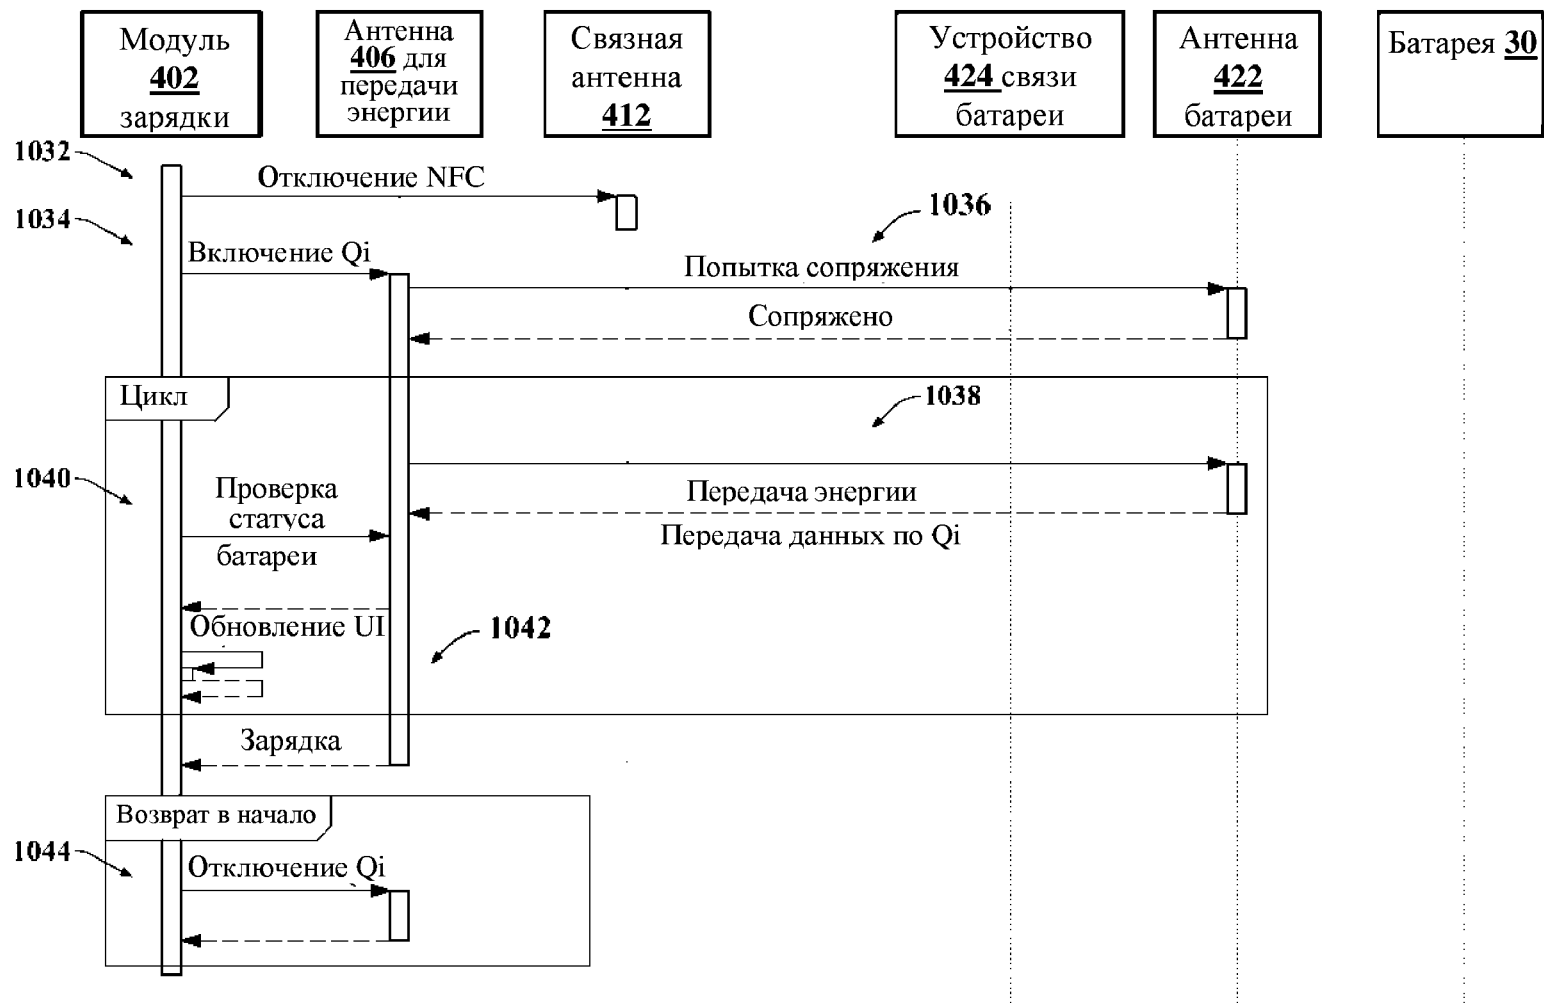 Модуль
402
зарядки
Антенна
406 для
передачи
энергии
Связная
антенна
412
Устройство
424 связи
батареи
Антенна
422
батареи
Батарея 30
1032
Отключение NFC
1034
1036
Включение Qi
Попытка сопряжения
Сопряжено
Цикл
1038
1040
Проверка
статуса
батареи
Передача энергии
Передача данных по Qi
Обновление UI
1042
Зарядка
Возврат в начало
1044
Отключение Qi